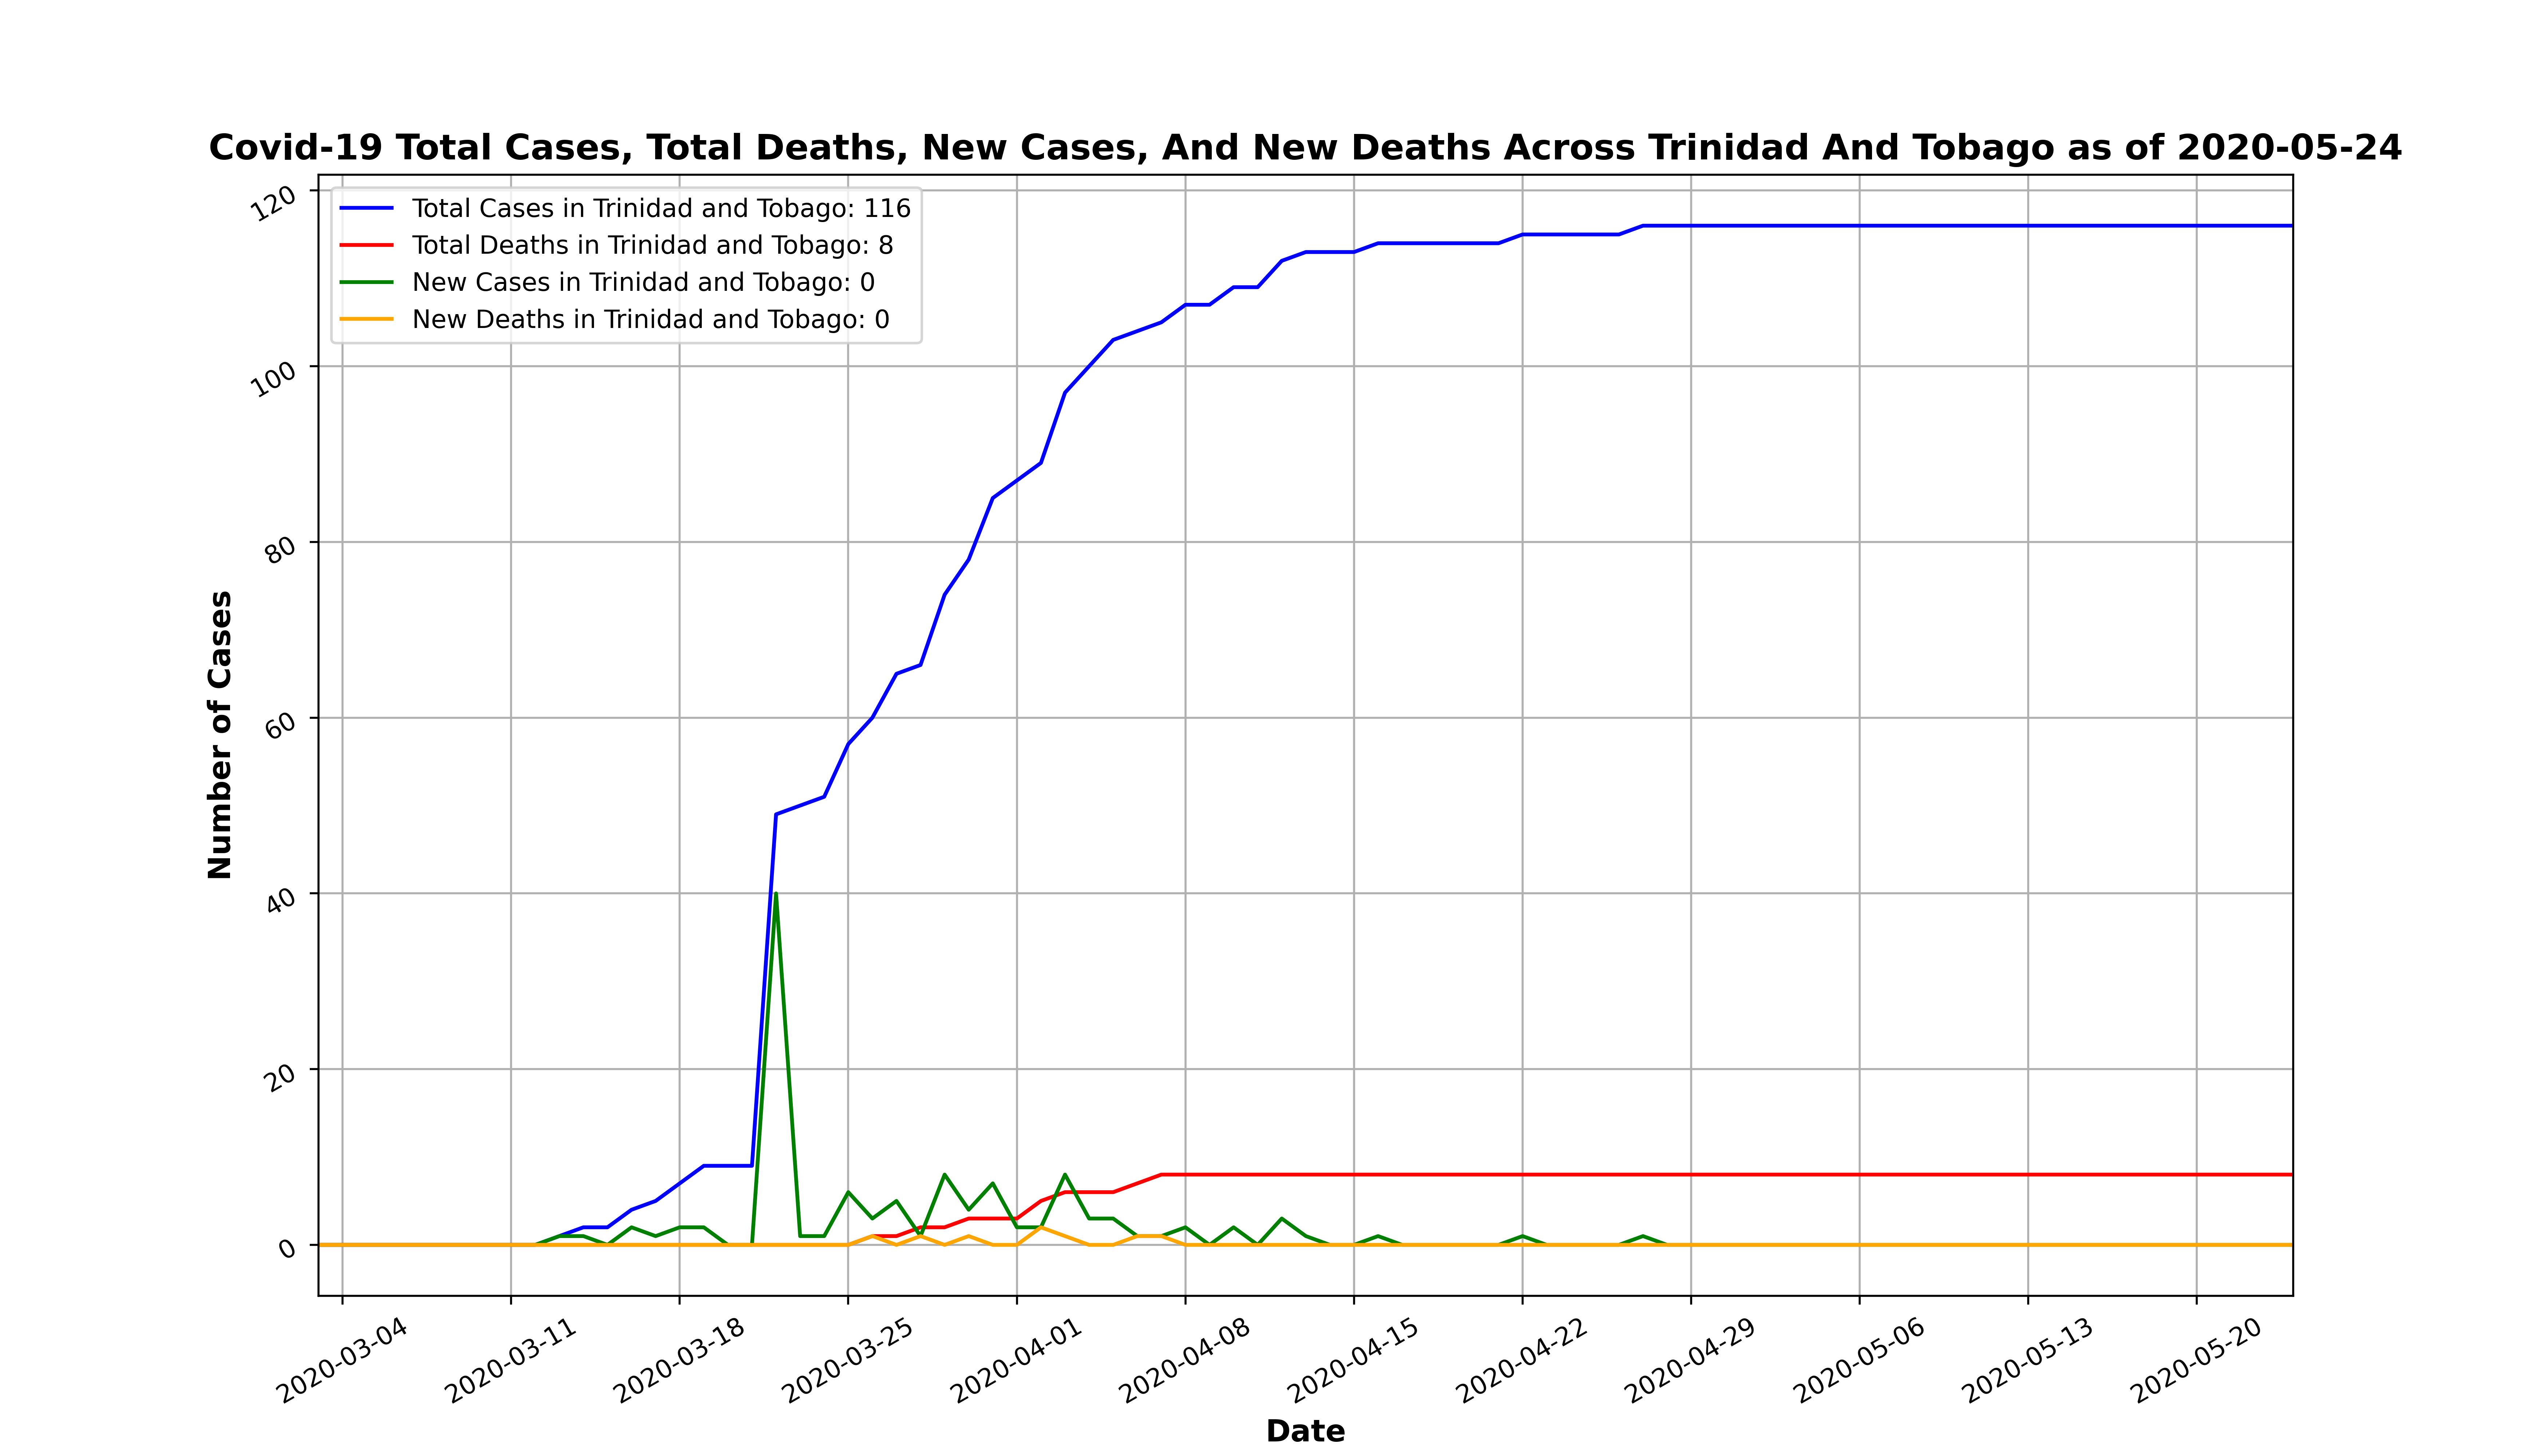 Covid-19 Total Cases, Total Deaths, New Cases, And New Deaths Across Trinidad And Tobago as of 2020-05-24
Total Cases in Trinidad and Tobago: 116
Total Deaths in Trinidad and Tobago: 8
New Cases in Trinidad and Tobago: 0
New Deaths in Trinidad and Tobago: 0
Number of Cases
120
100
80
60
40
20
0
2020-03-04
2020-03-11
2020-03-18
2020-03-25
2020-04-01
2020-04-08
2020-04-15
2020-04-22
2020-04-29
2020-05-06
2020-05-13
2020-05-20
Date